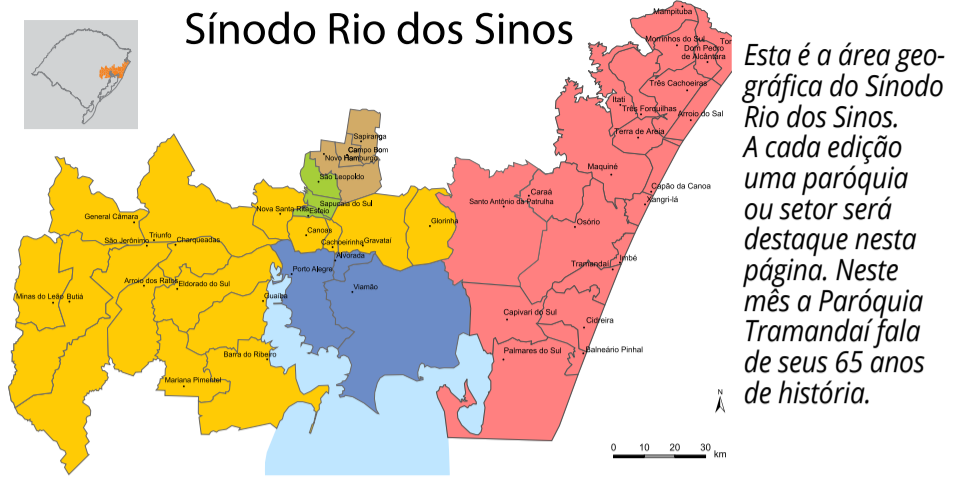 Sínodo Rio dos Sinos
Esta é a área geo-
gráfica do Sínodo
Rio dos Sinos.
A cada edição
uma paróquia
ou setor será
destaque nesta
página. Neste
mês a Paróquia
Tramandaí fala
de seus 65 anos
de história.
Mampituba
Morrinhos do Sul
Tor
Dom Pedro
de Alcântara
Três Cachoeiras
Itati
Três Forquilhas
Arroio do Sal
Terra de Areia
Maquiné
Capão da Canoa
Xangri-lá
Caraá
Santo Antônio da Patrulha
Osório
Imbé
Tramandaí
Capivari do Sul
Cidreira
Balneário Pinhal
Palmares do Sul
Sapiranga
Campo Bom
Novo Hamburgo
São Leopoldo
Sapucaia do Sul
Nova Santa Rita
Esteio
Canoas
Cachoeirinha
Gravataí
Glorinha
Alvorada
Porto Alegre
Viamão
General Câmara
Triunfo
São Jerônimo
Charqueadas
Arroio dos Ratos
Eldorado do Sul
Minas do Leão
Butiá
Guaíba
Barra do Ribeiro
Mariana Pimentel
N
0 10 20 30
km